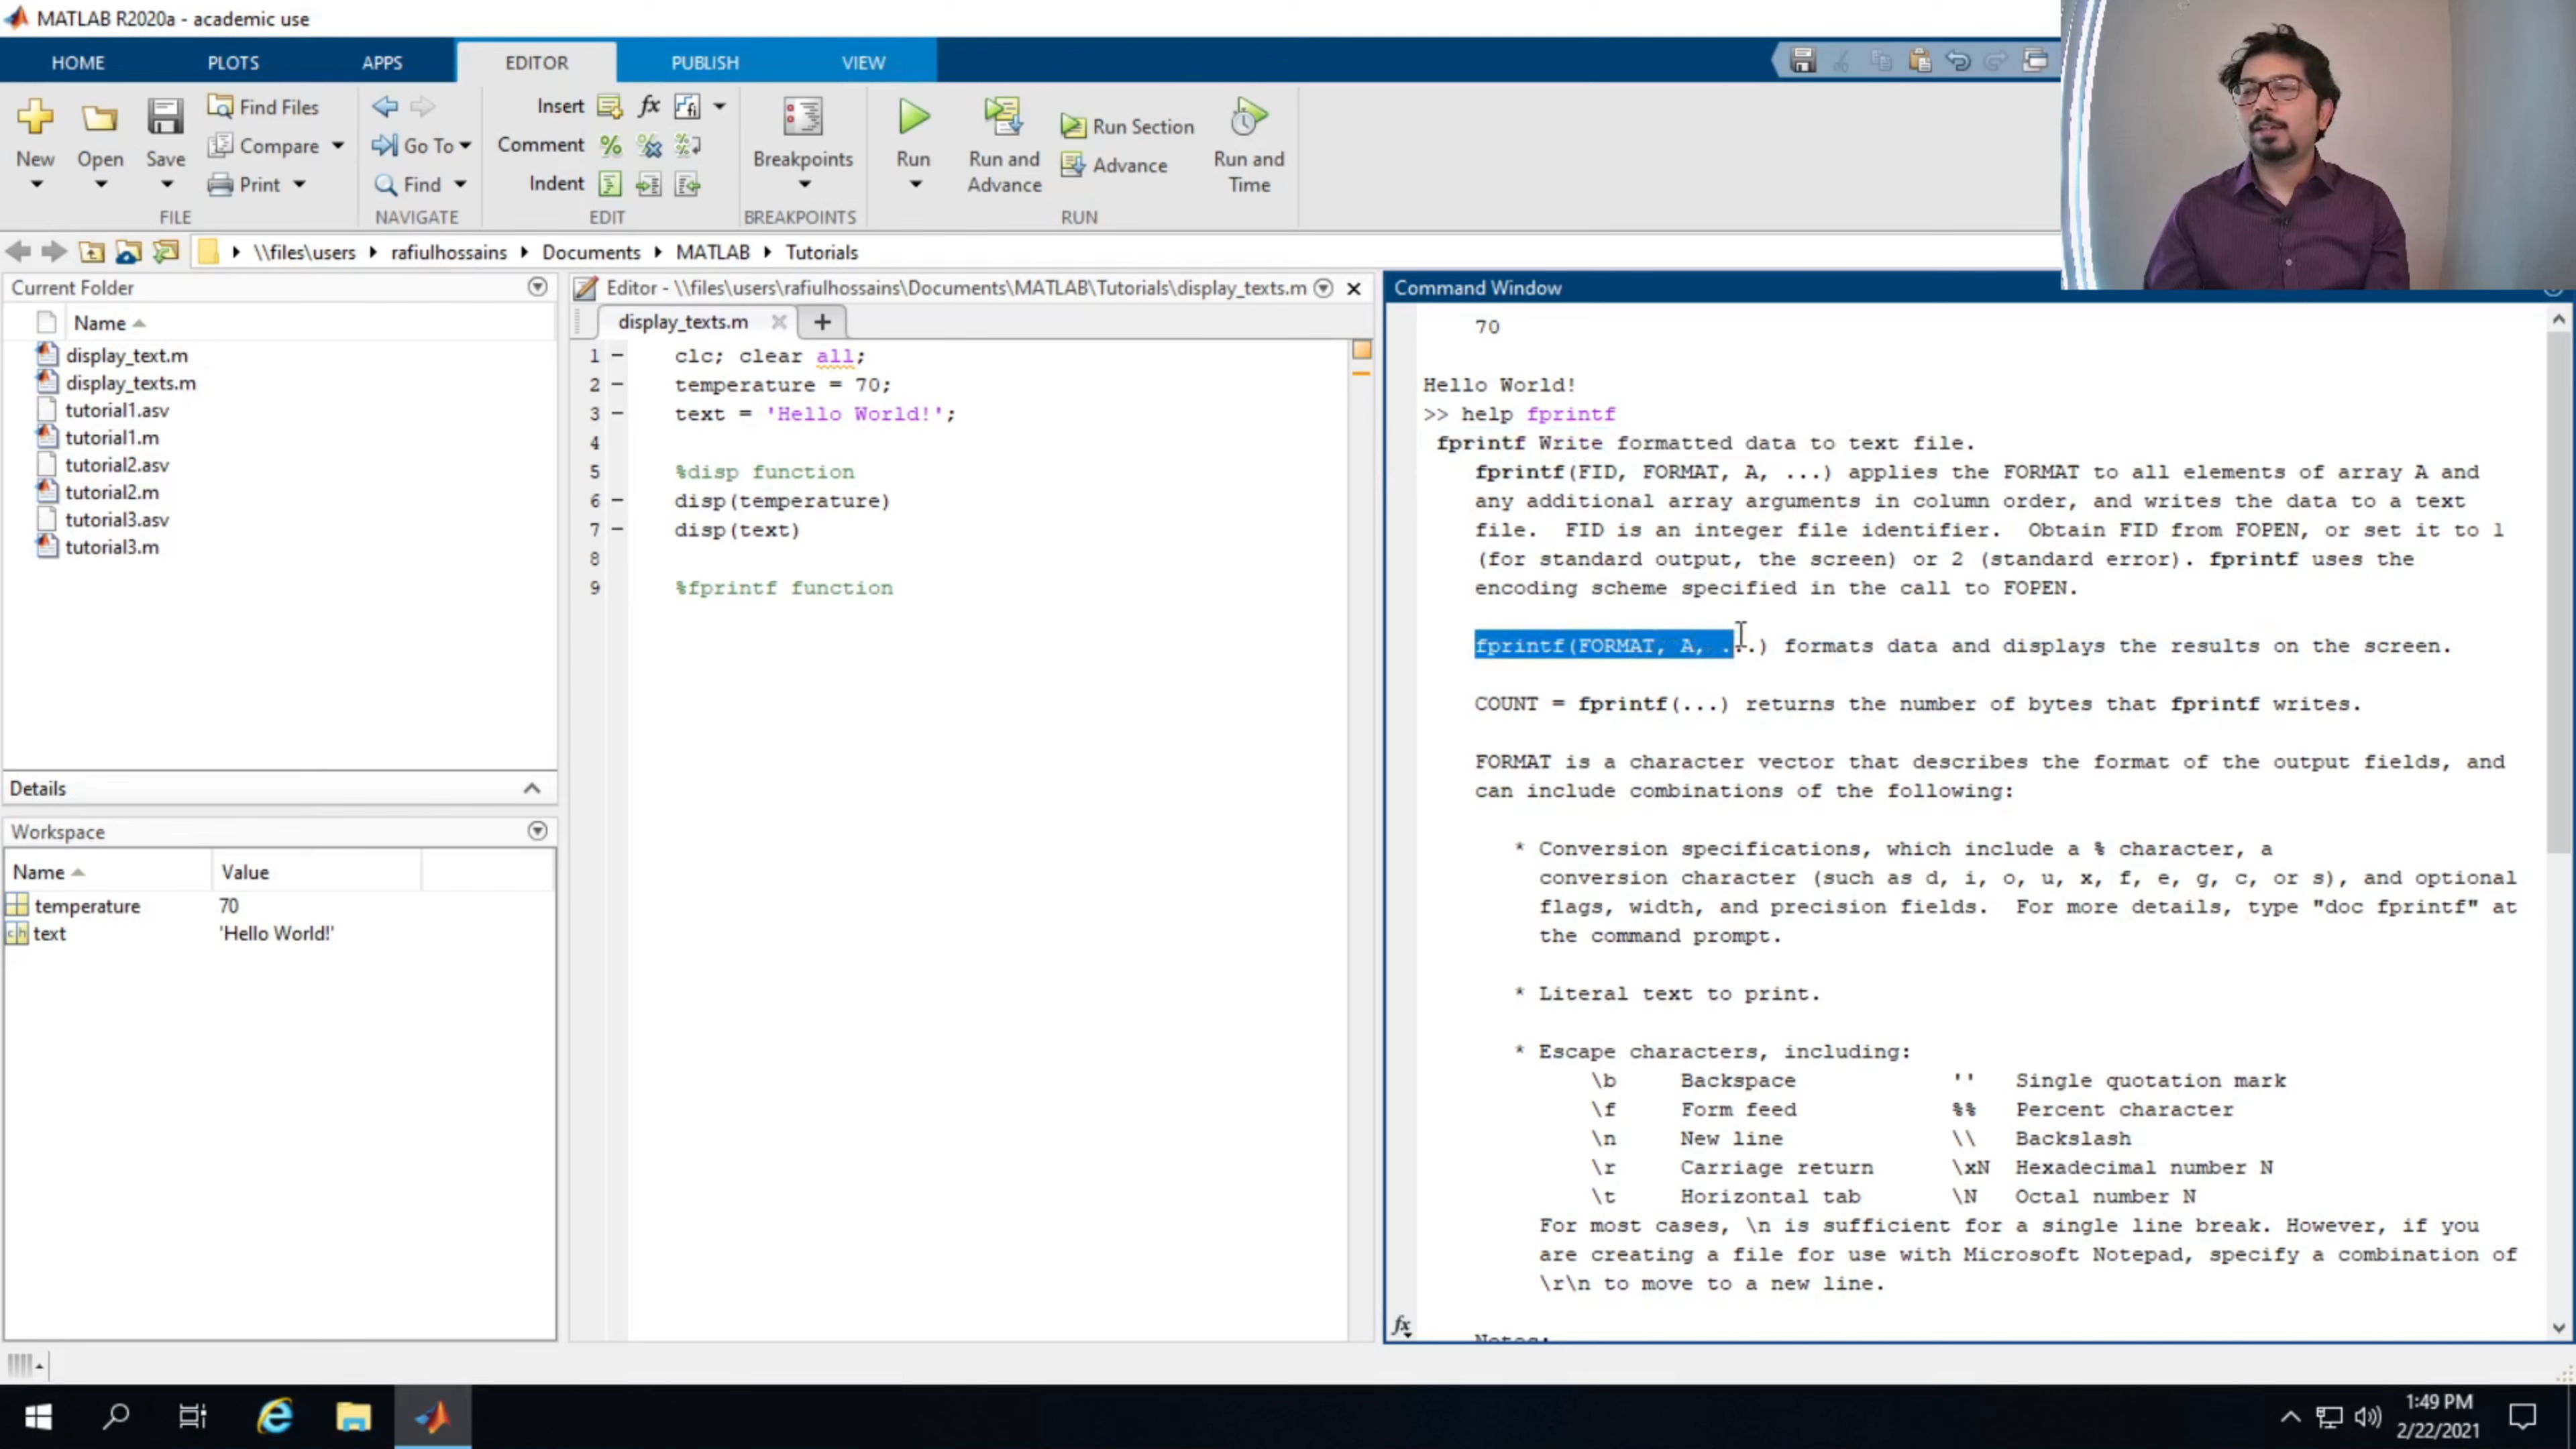 MATLAB R2020a - academic use
HOME PLOTS APPS EDITOR PUBLISH VIEW
New Open Save
Find Files
Compare
Print
FILE
Go To
Find
NAVIGATE
Insert fx
Comment
Indent
EDIT
Breakpoints
BREAKPOINTS
Run
Run and Advance
Run Section
Advance
Run and Time
RUN
\\files\users rafiulhossains Documents MATLAB Tutorials
Current Folder
Name
display_text.m
display_texts.m
tutorial1.asv
tutorial1.m
tutorial2.asv
tutorial2.m
tutorial3.asv
tutorial3.m
Details
Workspace
Name Value
temperature 70
text 'Hello World!'
Editor - \\files\users\rafiulhossains\Documents\MATLAB\Tutorials\display_texts.m
display_texts.m
1 clc; clear all;
2 temperature = 70;
3 text = 'Hello World!';
4
5 %disp function
6 disp(temperature)
7 disp(text)
8
9 %fprintf function
Command Window
70
Hello World!
>> help fprintf
fprintf Write formatted data to text file.
fprintf(FID, FORMAT, A, ...) applies the FORMAT to all elements of array A and
any additional array arguments in column order, and writes the data to a text
file.  FID is an integer file identifier.  Obtain FID from FOPEN, or set it to 1
(for standard output, the screen) or 2 (standard error). fprintf uses the
encoding scheme specified in the call to FOPEN.
fprintf(FORMAT, A, ...) formats data and displays the results on the screen.
COUNT = fprintf(...) returns the number of bytes that fprintf writes.
FORMAT is a character vector that describes the format of the output fields, and
can include combinations of the following:
* Conversion specifications, which include a % character, a
conversion character (such as d, i, o, u, x, f, e, g, c, or s), and optional
flags, width, and precision fields.  For more details, type "doc fprintf" at
the command prompt.
* Literal text to print.
* Escape characters, including:
\b Backspace '' Single quotation mark
\f Form feed %% Percent character
\n New line \\ Backslash
\r Carriage return \xN Hexadecimal number N
\t Horizontal tab \N Octal number N
For most cases, \n is sufficient for a single line break. However, if you
are creating a file for use with Microsoft Notepad, specify a combination of
\r\n to move to a new line.
Notes:
fx
1:49 PM
2/22/2021